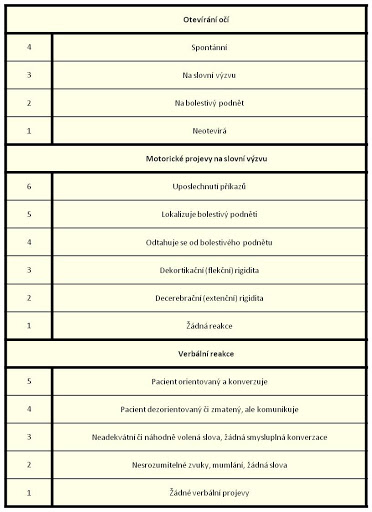 Otevírání očí
4 Spontánní
3 Na slovní výzvu
2 Na bolestivý podnět
1 Neotevírá
Motorické projevy na slovní výzvu
6 Uposlechnutí příkazů
5 Lokalizuje bolestivý podněti
4 Odtahuje se od bolestivého podnětu
3 Dekortikační (flekční) rigidita
2 Decerebrační (extenční) rigidita
1 Žádná reakce
Verbální reakce
5 Pacient orientovaný a konverzuje
4 Pacient dezorientovaný či zmatený, ale komunikuje
3 Neadekvátní či náhodně volená slova, žádná smysluplná konverzace
2 Nesrozumitelné zvuky, mumlání, žádná slova
1 Žádné verbální projevy